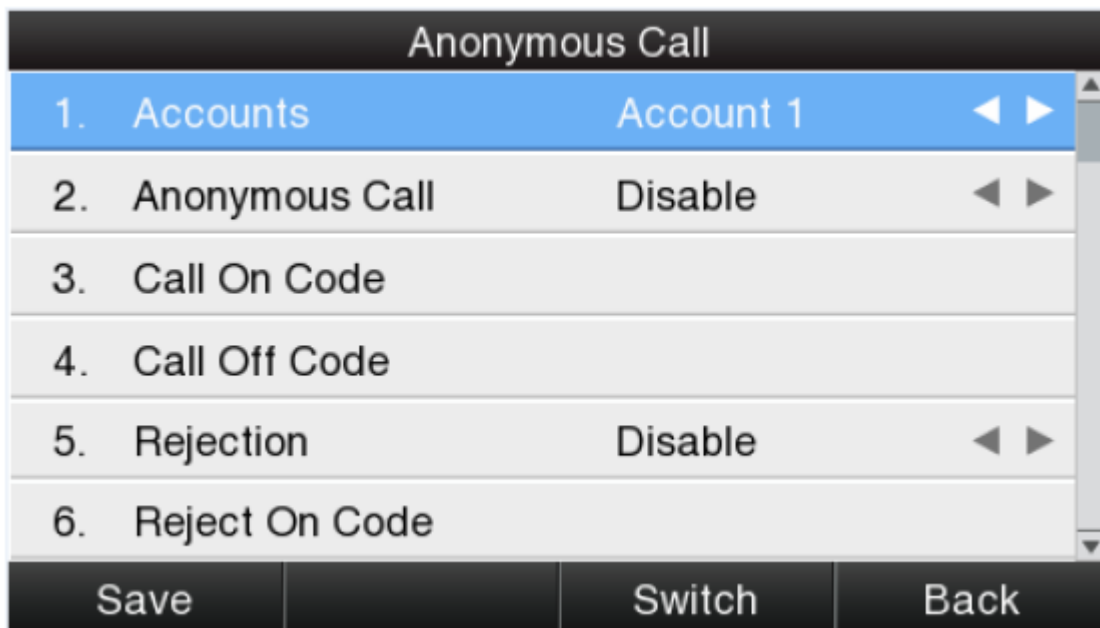 Anonymous Call
1. Accounts Account 1
2. Anonymous Call Disable
3. Call On Code
4. Call Off Code
5. Rejection Disable
6. Reject On Code
Save Switch Back